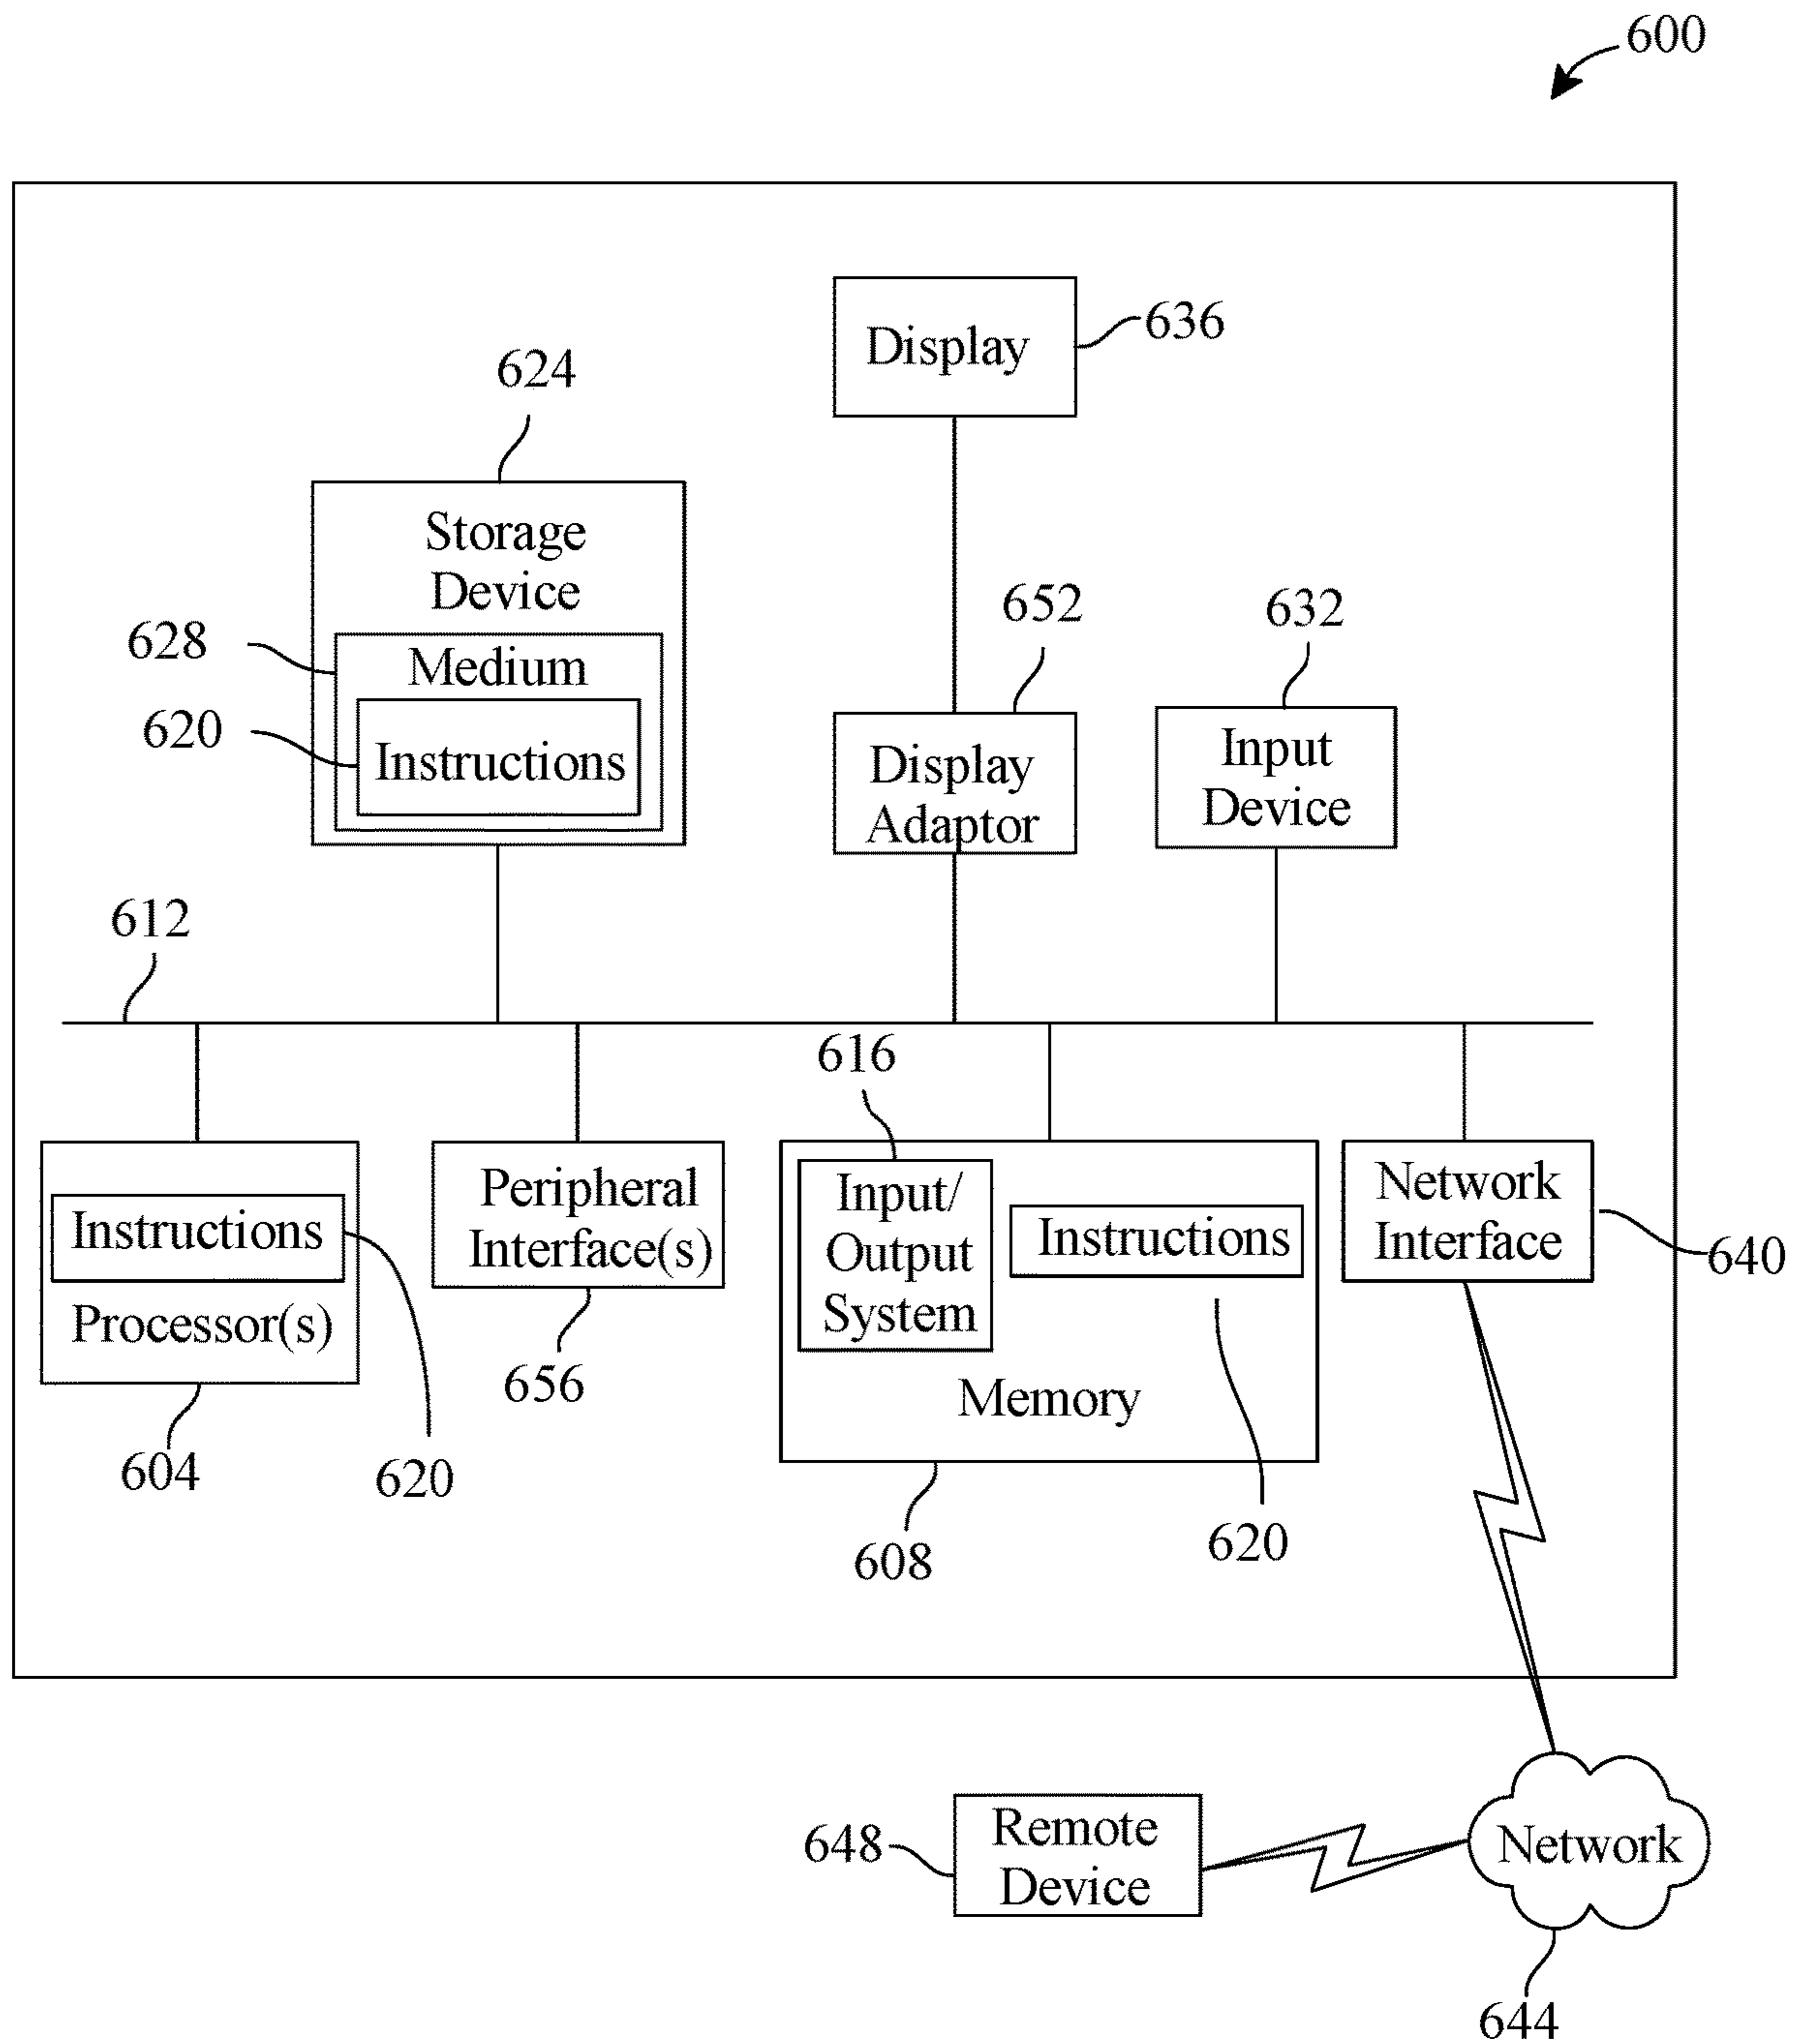 600
Display
636
624
Storage
Device
628
Medium
620
Instructions
652
Display
Adaptor
632
Input
Device
612
616
Instructions
Processor(s)
604
620
Peripheral
Interface(s)
656
Input/
Output
System
Instructions
Memory
608
620
Network
Interface
640
648
Remote
Device
Network
644